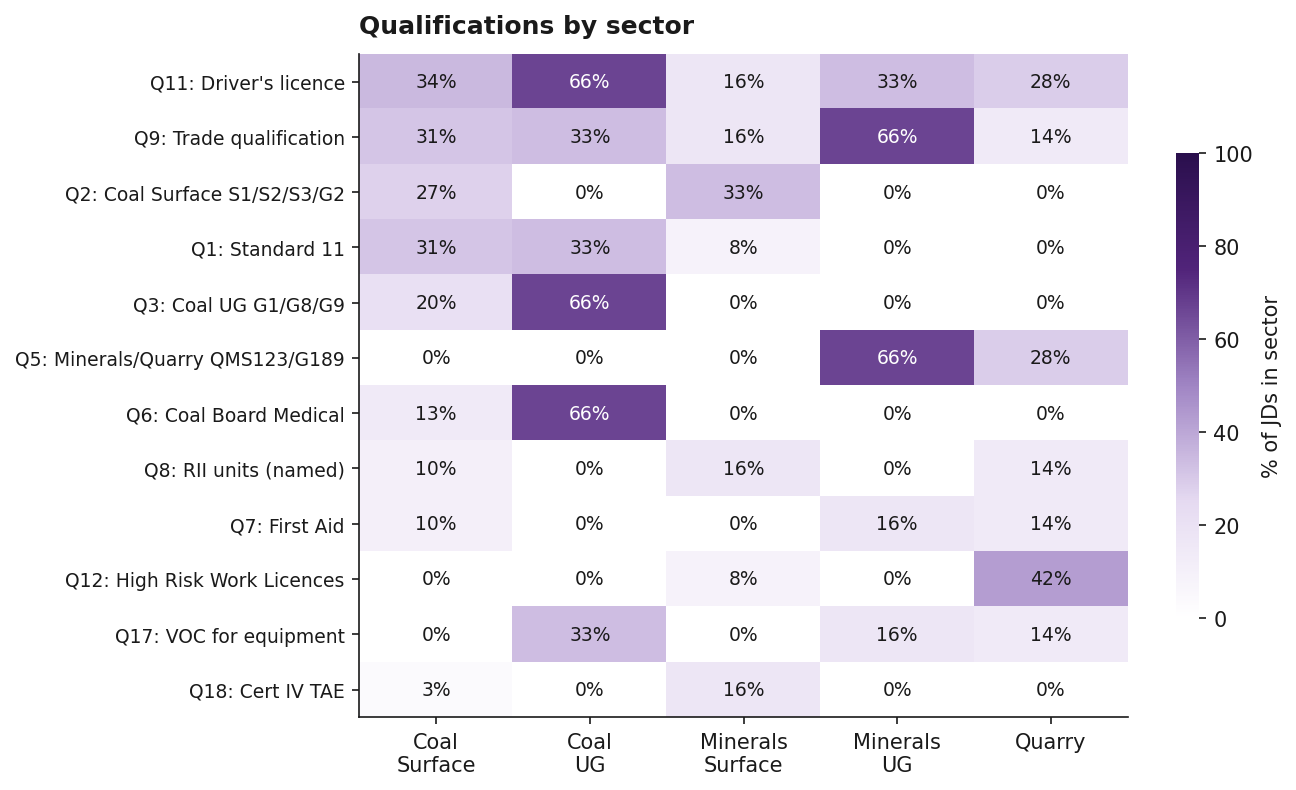 Qualifications by sector
Q11: Driver's licence 34% 66% 16% 33% 28%
Q9: Trade qualification 31% 33% 16% 66% 14%
Q2: Coal Surface S1/S2/S3/G2 27% 0% 33% 0% 0%
Q1: Standard 11 31% 33% 8% 0% 0%
Q3: Coal UG G1/G8/G9 20% 66% 0% 0% 0%
Q5: Minerals/Quarry QMS123/G189 0% 0% 0% 66% 28%
Q6: Coal Board Medical 13% 66% 0% 0% 0%
Q8: RII units (named) 10% 0% 16% 0% 14%
Q7: First Aid 10% 0% 0% 16% 14%
Q12: High Risk Work Licences 0% 0% 8% 0% 42%
Q17: VOC for equipment 0% 33% 0% 16% 14%
Q18: Cert IV TAE 3% 0% 16% 0% 0%
Coal Surface
Coal UG
Minerals Surface
Minerals UG
Quarry
100
80
60
40
20
0
% of JDs in sector